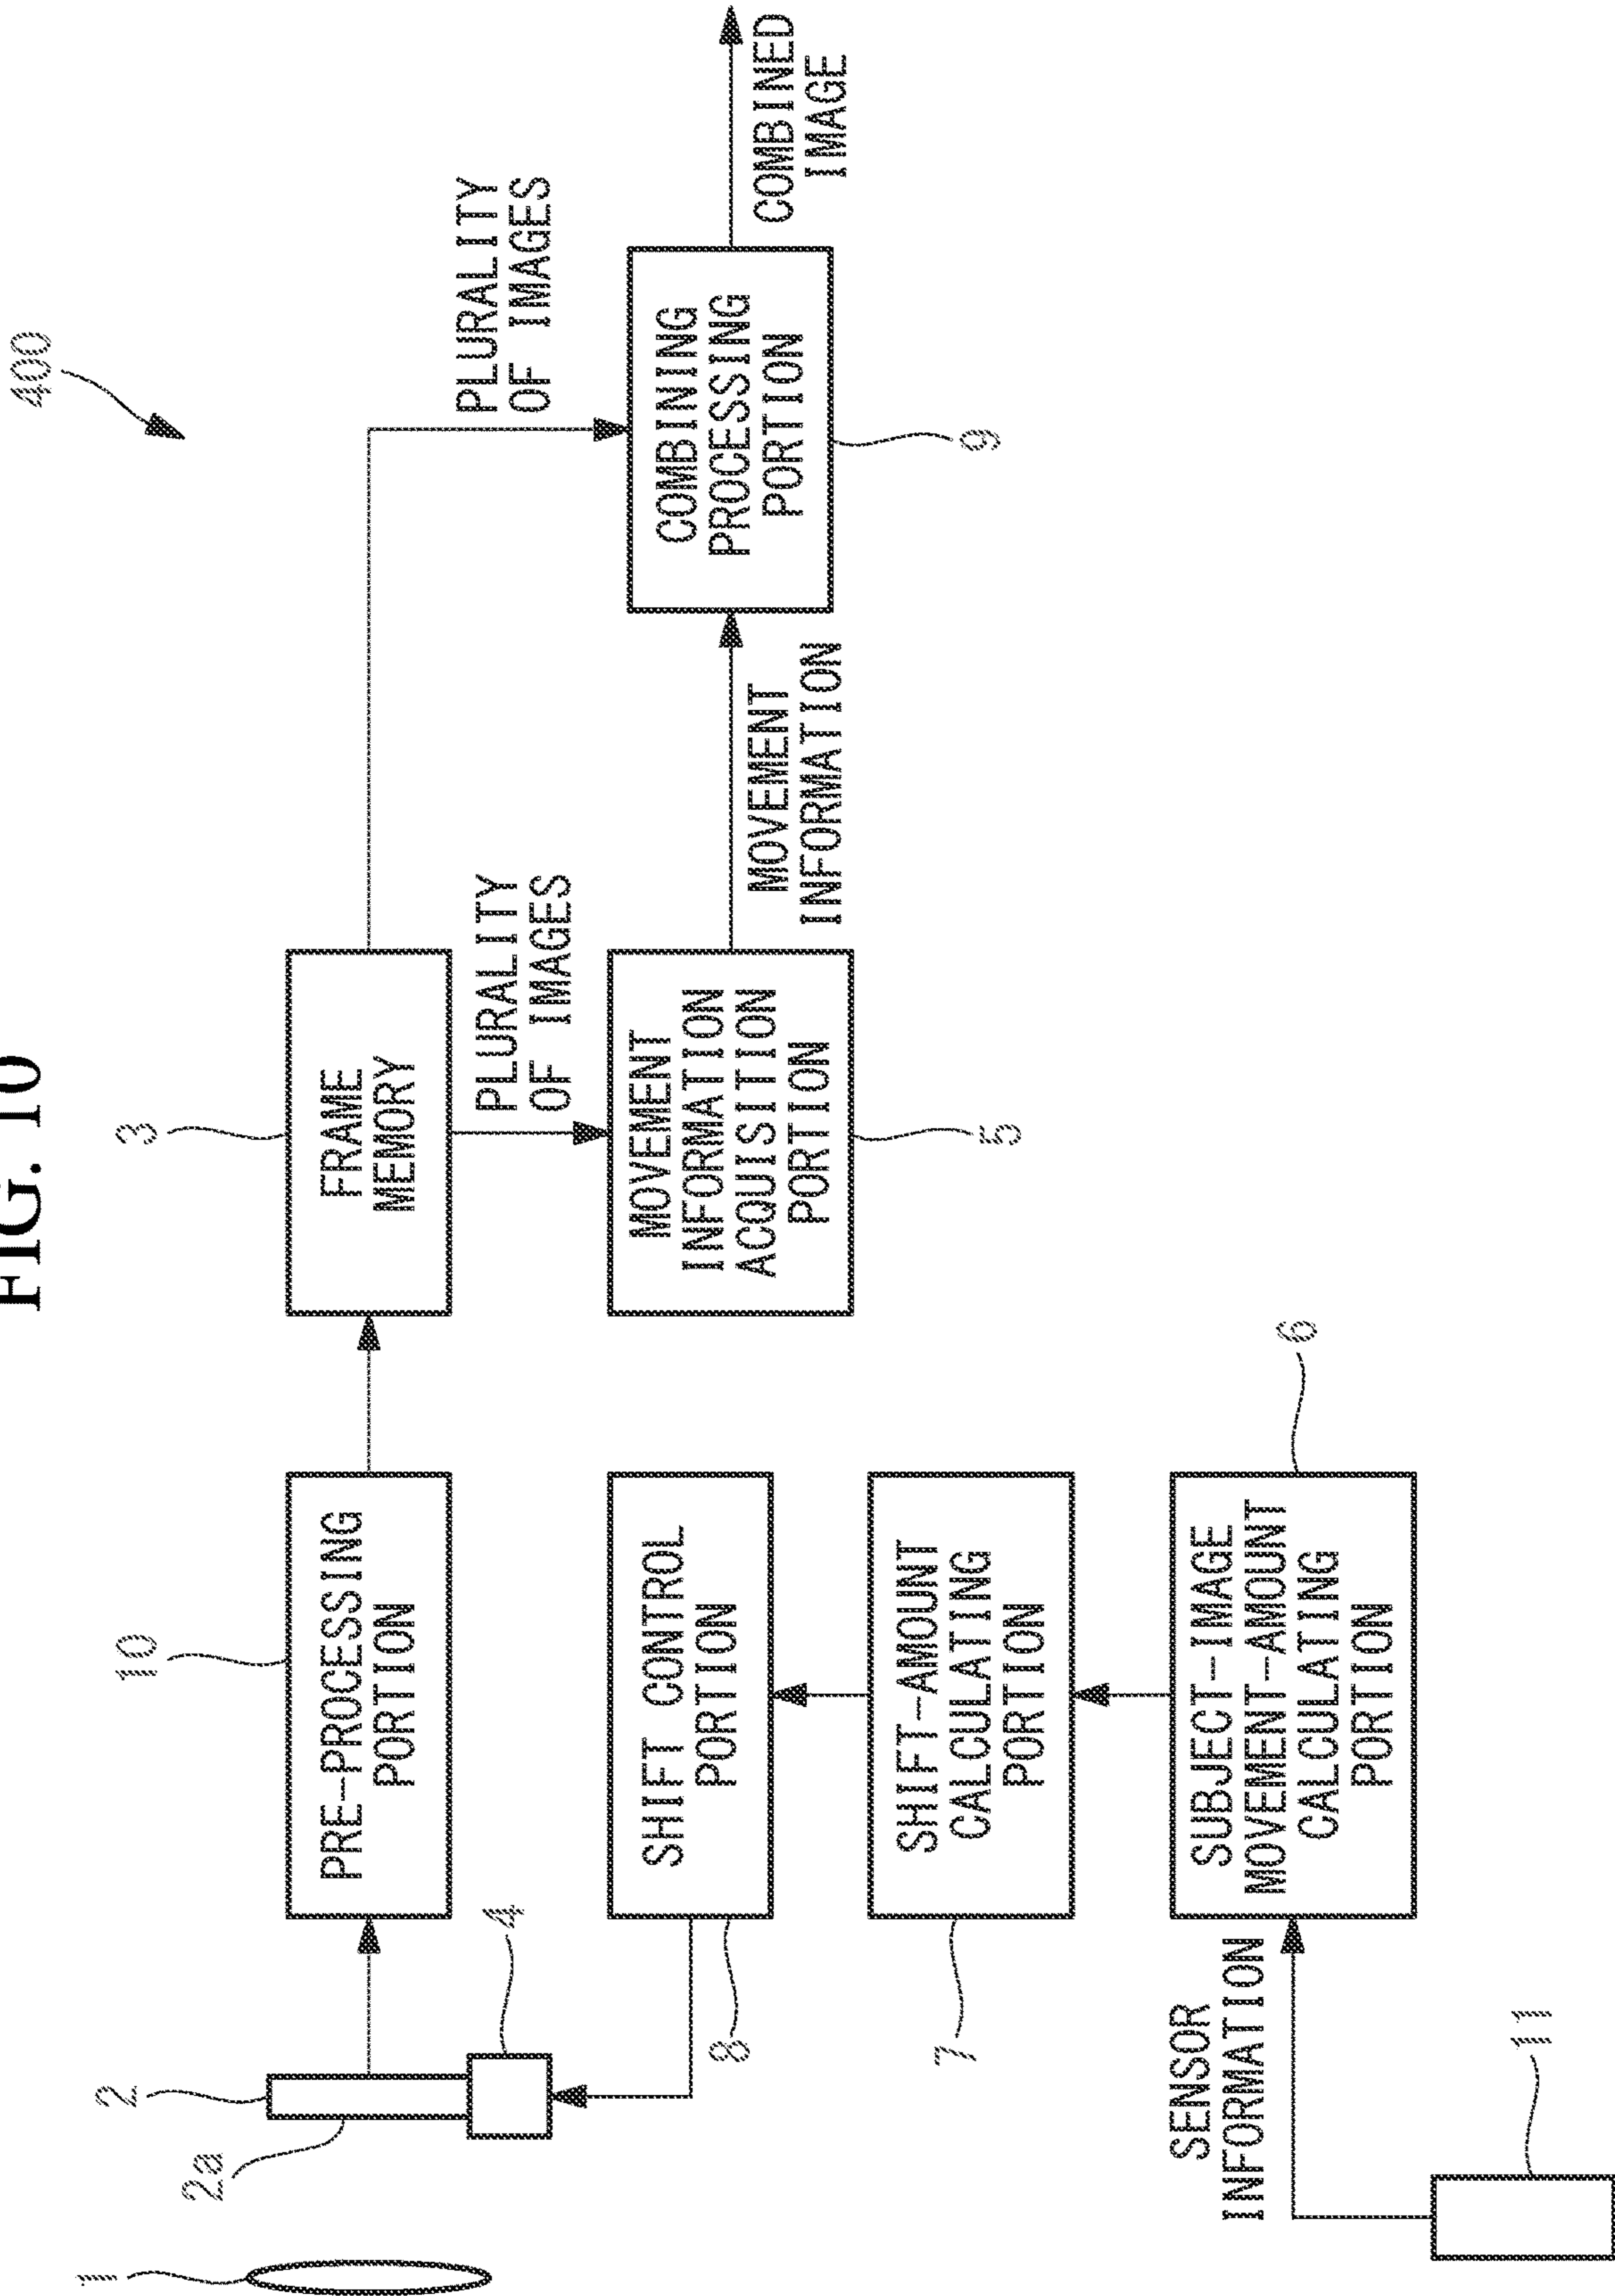 FIG. 10
400
1
2
2a
4
10
PRE-PROCESSING
PORTION
3
FRAME
MEMORY
PLURALITY
OF IMAGES
PLURALITY
OF IMAGES
8
SHIFT CONTROL
PORTION
MOVEMENT
INFORMATION
ACQUISITION
PORTION
5
MOVEMENT
INFORMATION
COMBINING
PROCESSING
PORTION
9
COMBINED
IMAGE
7
SHIFT-AMOUNT
CALCULATING
PORTION
SENSOR
INFORMATION
SUBJECT-IMAGE
MOVEMENT-AMOUNT
CALCULATING
PORTION
6
11